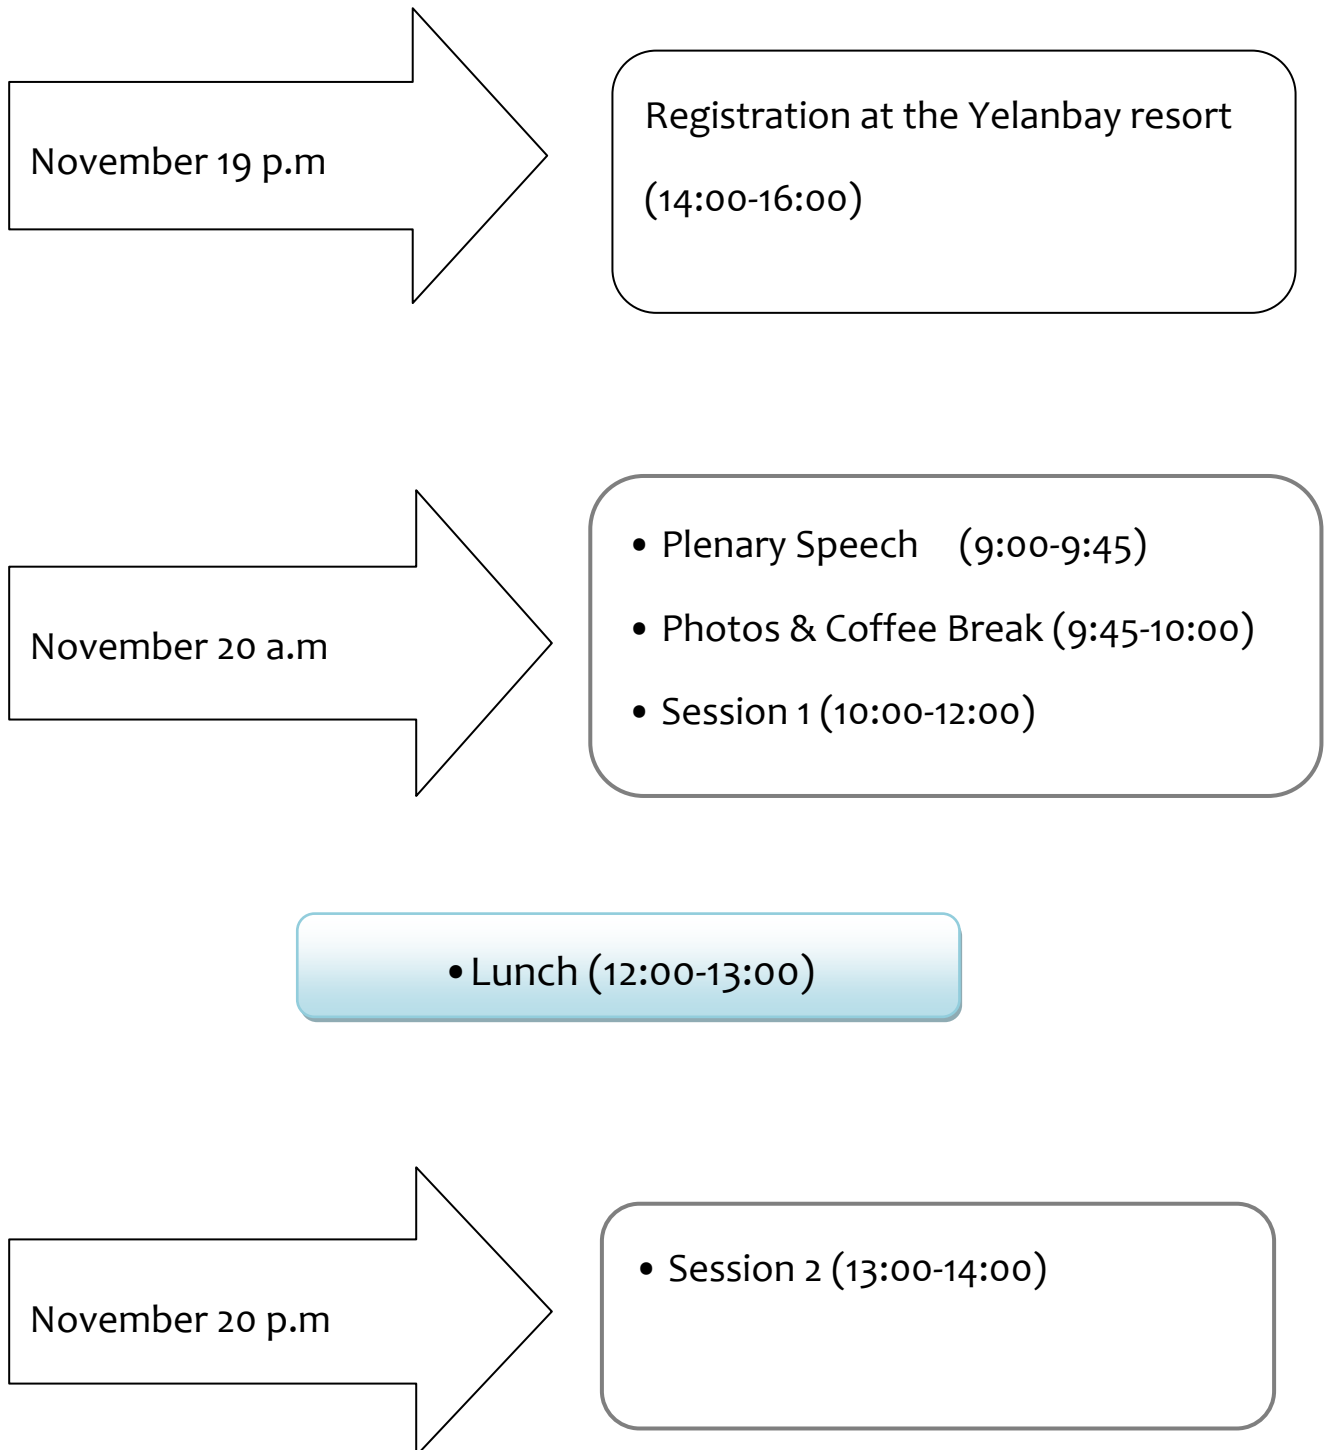 November 19 p.m
Registration at the Yelanbay resort
(14:00-16:00)
November 20 a.m
• Plenary Speech (9:00-9:45)
• Photos & Coffee Break (9:45-10:00)
• Session 1 (10:00-12:00)
• Lunch (12:00-13:00)
November 20 p.m
• Session 2 (13:00-14:00)